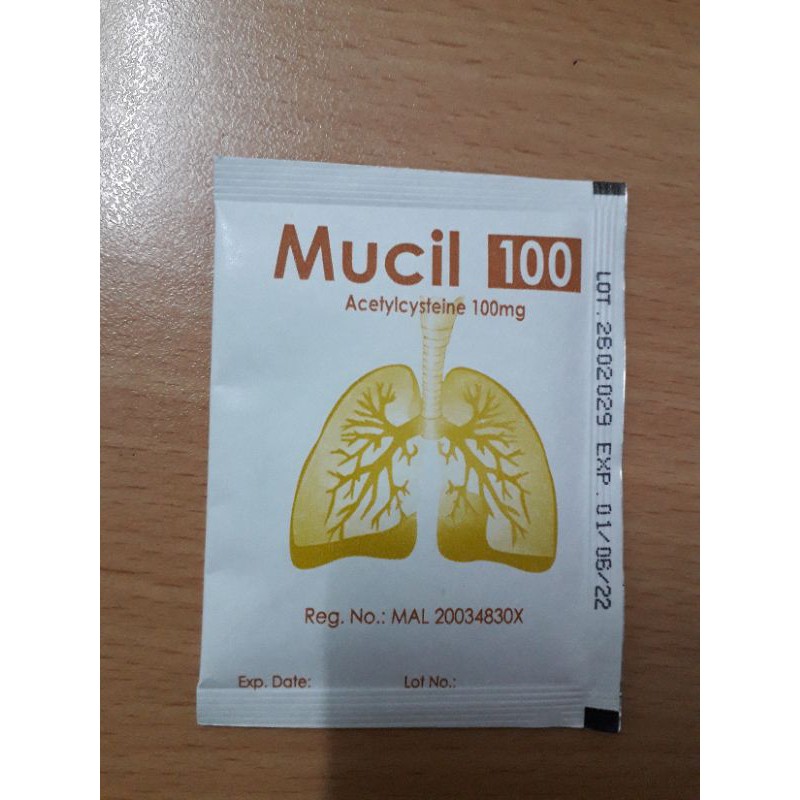 Mucil 100
Acetylcysteine 100mg
Reg. No.: MAL 20034830X
Exp. Date:
Lot No.:
LOT. 2602029 EXP. 01/06/22